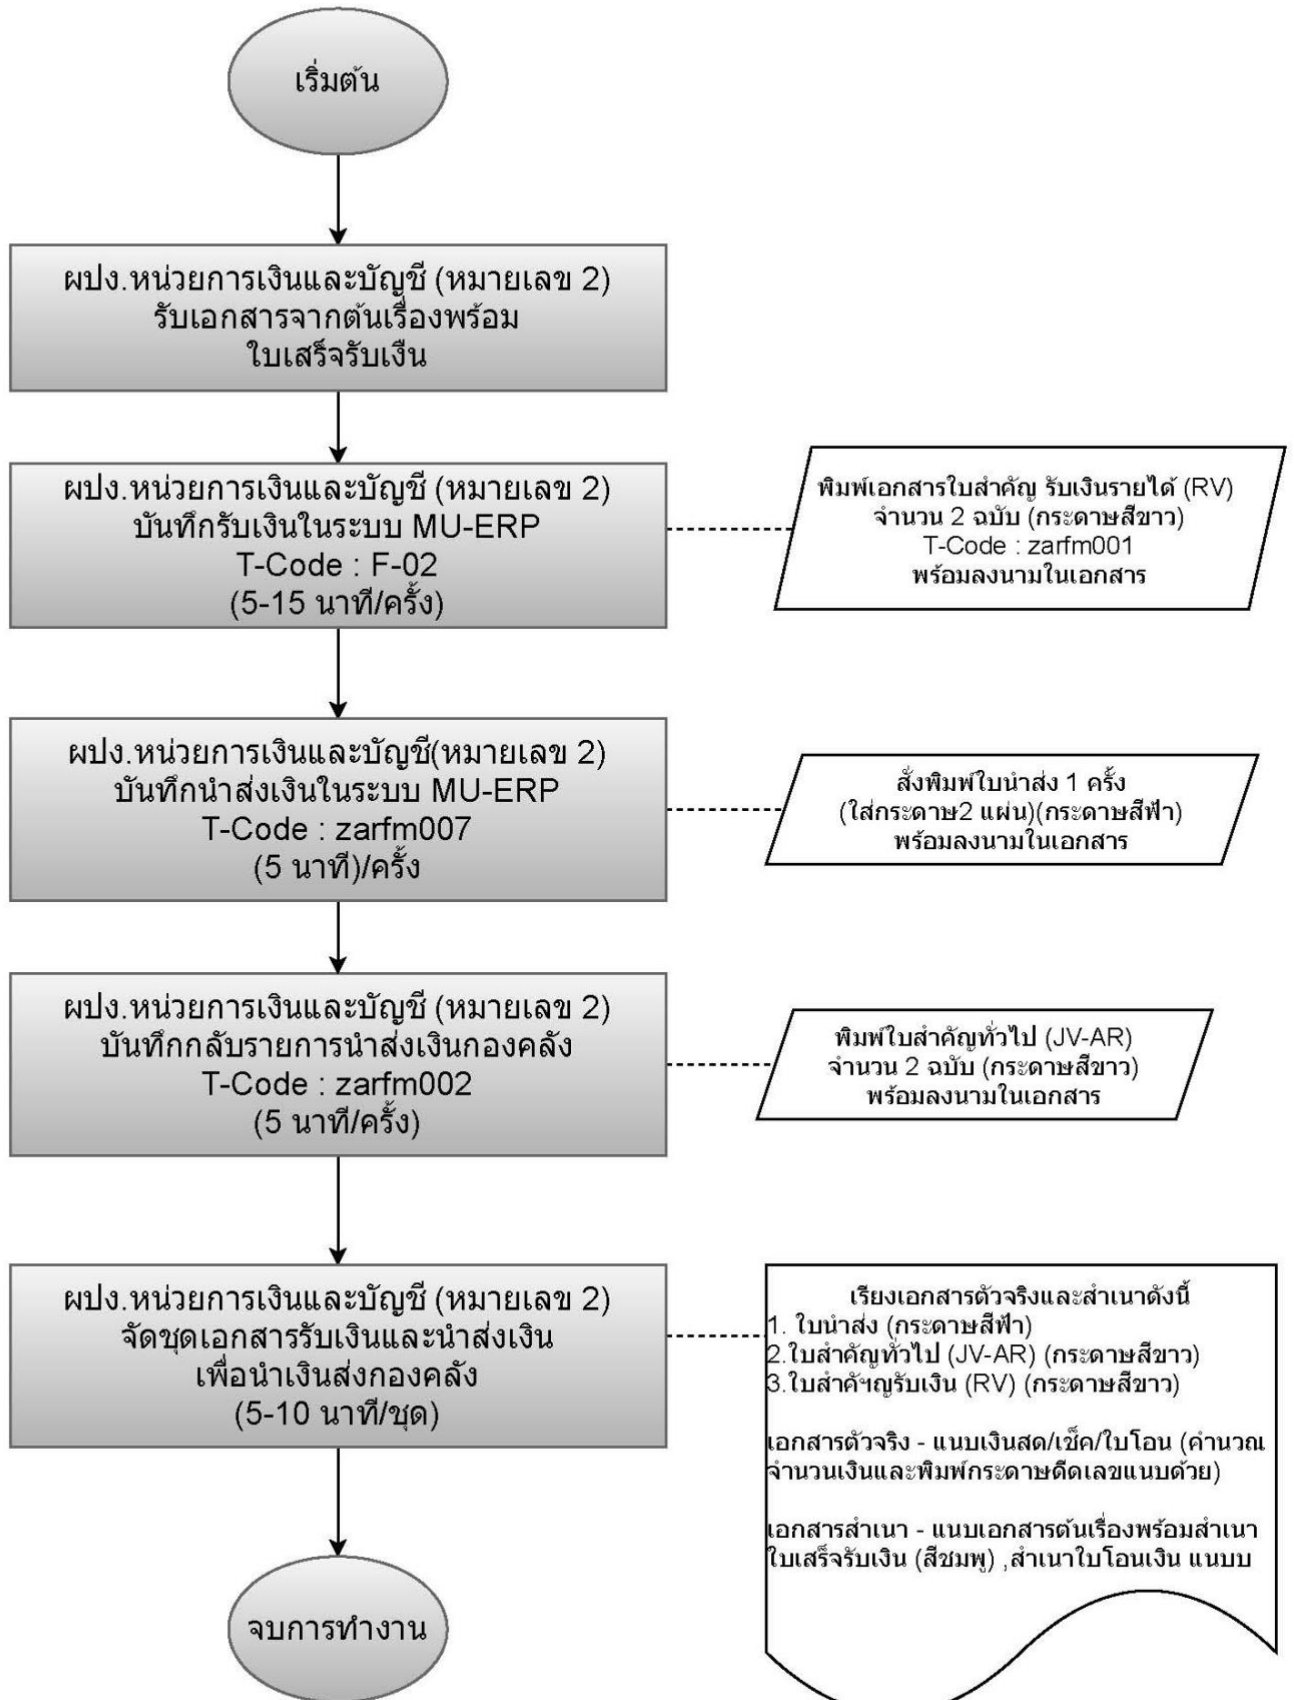 เริ่มต้น
ผปง.หน่วยการเงินและบัญชี (หมายเลข 2)
รับเอกสารจากต้นเรื่องพร้อม
ใบเสร็จรับเงืน
ผปง.หน่วยการเงินและบัญชี (หมายเลข 2)
บันทึกรับเงินในระบบ MU-ERP
T-Code : F-02
(5-15 นาที/ครั้ง)
พิมพ์เอกสารใบสำคัญ รับเงินรายได้ (RV)
จำนวน 2 ฉบับ (กระดาษสีขาว)
T-Code : zarfm001
พร้อมลงนามในเอกสาร
ผปง.หน่วยการเงินและบัญชี(หมายเลข 2)
บันทึกนำส่งเงินในระบบ MU-ERP
T-Code : zarfm007
(5 นาที)/ครั้ง
สั่งพิมพ์ใบนำส่ง 1 ครั้ง
(ใส่กระดาษ2 แผ่น)(กระดาษสีฟ้า)
พร้อมลงนามในเอกสาร
ผปง.หน่วยการเงินและบัญชี (หมายเลข 2)
บันทึกกลับรายการนำส่งเงินกองคลัง
T-Code : zarfm002
(5 นาที/ครั้ง)
พิมพ์ใบสำคัญทั่วไป (JV-AR)
จำนวน 2 ฉบับ (กระดาษสีขาว)
พร้อมลงนามในเอกสาร
ผปง.หน่วยการเงินและบัญชี (หมายเลข 2)
จัดชุดเอกสารรับเงินและนำส่งเงิน
เพื่อนำเงินส่งกองคลัง
(5-10 นาที/ชุด)
เรียงเอกสารตัวจริงและสำเนาดังนี้
1. ใบนำส่ง (กระดาษสีฟ้า)
2.ใบสำคัญทั่วไป (JV-AR) (กระดาษสีขาว)
3.ใบสำคัฯญรับเงิน (RV) (กระดาษสีขาว)
เอกสารตัวจริง - แนบเงินสด/เช็ค/ใบโอน (คำนวณ
จำนวนเงินและพิมพ์กระดาษดีดเลขแนบด้วย)
เอกสารสำเนา - แนบเอกสารต้นเรื่องพร้อมสำเนา
ใบเสร็จรับเงิน (สีชมพู) ,สำเนาใบโอนเงิน แนบบ
จบการทำงาน